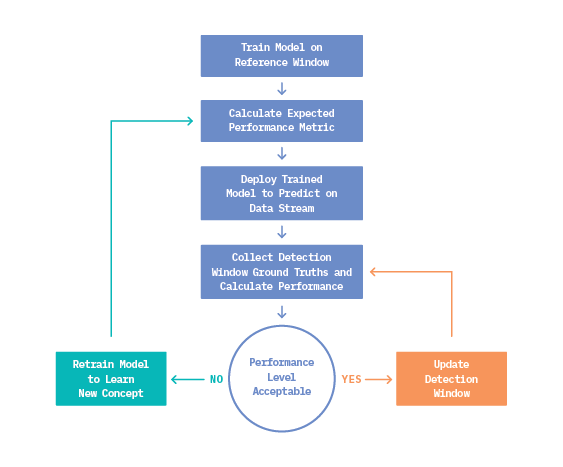 Train Model on
Reference Window
Calculate Expected
Performance Metric
Deploy Trained
Model to Predict on
Data Stream
Collect Detection
Window Ground Truths and
Calculate Performance
Performance
Level
Acceptable
NO
YES
Retrain Model
to Learn
New Concept
Update
Detection
Window